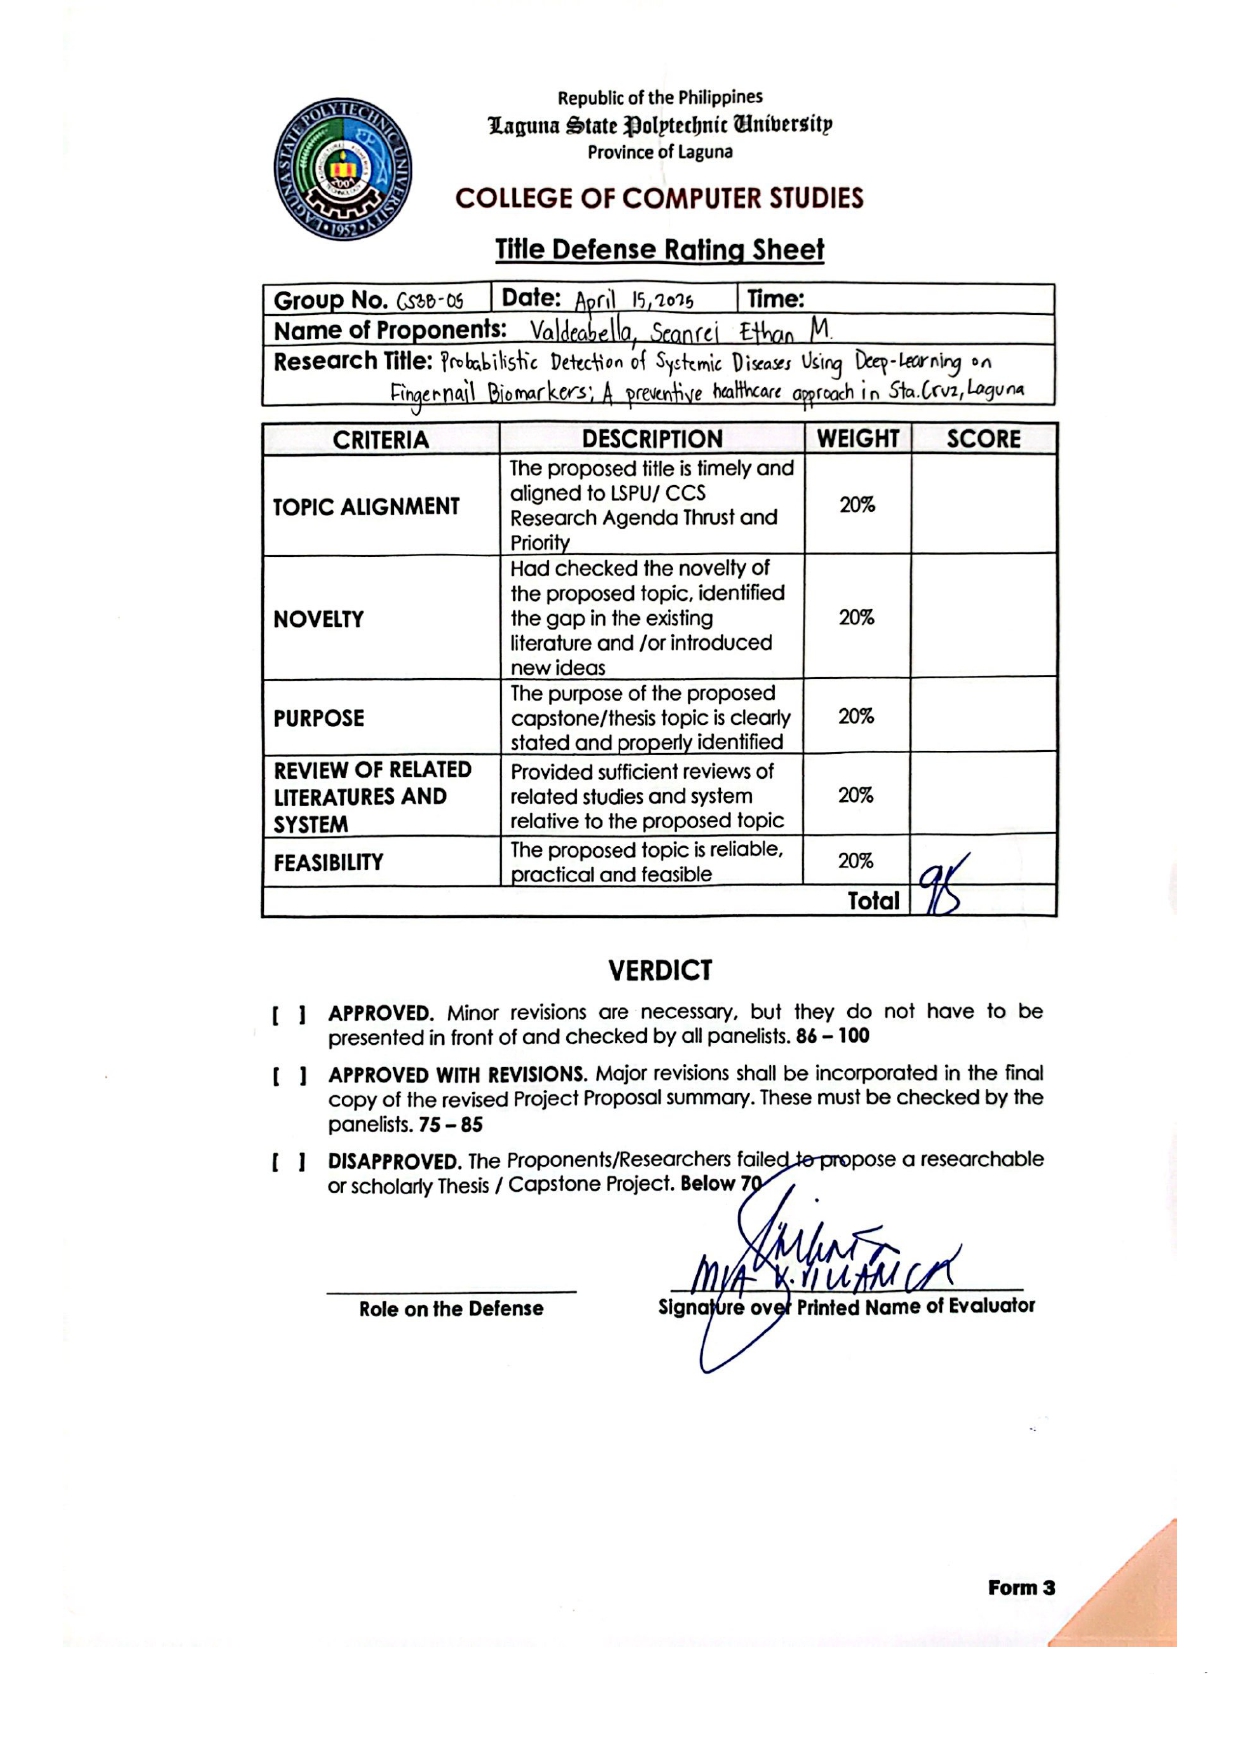 Republic of the Philippines
Laguna State Polytechnic University
Province of Laguna
LAGUNA STATE POLYTECHNIC UNIVERSITY
2001
1952
COLLEGE OF COMPUTER STUDIES
Title Defense Rating Sheet
Group No. CS3B-05 Date: April 15, 2025 Time:
Name of Proponents: Valdeabella, Seanrei Ethan M.
Research Title: Probabilistic Detection of Systemic Diseases Using Deep-Learning on
Fingernail Biomarkers; A preventive healthcare approach in Sta.Cruz, Laguna
CRITERIA DESCRIPTION WEIGHT SCORE
TOPIC ALIGNMENT
The proposed title is timely and
aligned to LSPU/ CCS
Research Agenda Thrust and
Priority
20%
NOVELTY
Had checked the novelty of
the proposed topic, identified
the gap in the existing
literature and /or introduced
new ideas
20%
PURPOSE
The purpose of the proposed
capstone/thesis topic is clearly
stated and properly identified
20%
REVIEW OF RELATED
LITERATURES AND
SYSTEM
Provided sufficient reviews of
related studies and system
relative to the proposed topic
20%
FEASIBILITY
The proposed topic is reliable,
practical and feasible
20%
Total 95
VERDICT
[ ] APPROVED. Minor revisions are necessary, but they do not have to be
presented in front of and checked by all panelists. 86 – 100
[ ] APPROVED WITH REVISIONS. Major revisions shall be incorporated in the final
copy of the revised Project Proposal summary. These must be checked by the
panelists. 75 – 85
[ ] DISAPPROVED. The Proponents/Researchers failed to propose a researchable
or scholarly Thesis / Capstone Project. Below 70
MIA V. VILLARICA
Role on the Defense
Signature over Printed Name of Evaluator
Form 3